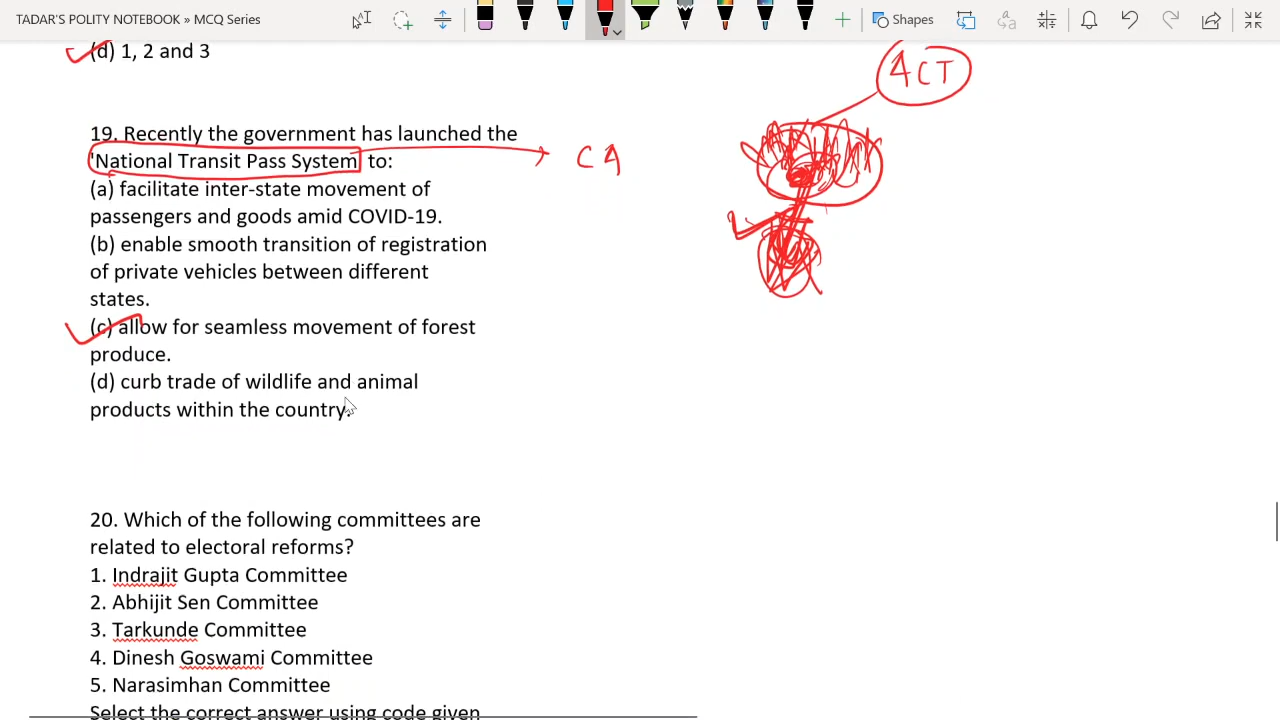 TADAR'S POLITY NOTEBOOK » MCQ Series
Shapes
(d) 1, 2 and 3
4CT
19. Recently the government has launched the
'National Transit Pass System to:
CA
(a) facilitate inter-state movement of
passengers and goods amid COVID-19.
(b) enable smooth transition of registration
of private vehicles between different
states.
(c) allow for seamless movement of forest
produce.
(d) curb trade of wildlife and animal
products within the country.
20. Which of the following committees are
related to electoral reforms?
1. Indrajit Gupta Committee
2. Abhijit Sen Committee
3. Tarkunde Committee
4. Dinesh Goswami Committee
5. Narasimhan Committee
Select the correct answer using code given